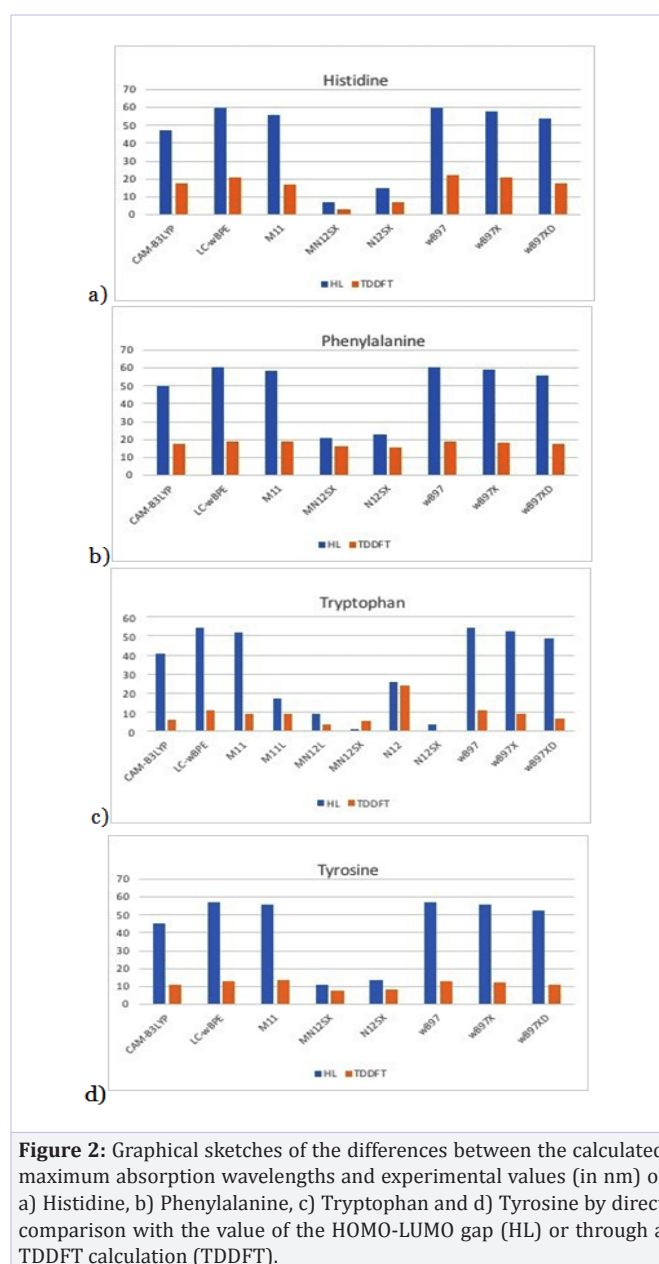 Histidine
70
60
50
40
30
20
10
0
CAM-B3LYP
LC-wBPE
M11
MN12SX
N12SX
wB97
wB97X
wB97XD
HL TDDFT
a)
Phenylalanine
70
60
50
40
30
20
10
0
CAM-B3LYP
LC-wBPE
M11
MN12SX
N12SX
wB97
wB97X
wB97XD
HL TDDFT
b)
Tryptophan
60
50
40
30
20
10
0
CAM-B3LYP
LC-wBPE
M11
M11L
MN12L
MN12SX
N12
N12SX
wB97
wB97X
wB97XD
HL TDDFT
c)
Tyrosine
70
60
50
40
30
20
10
0
CAM-B3LYP
LC-wBPE
M11
MN12SX
N12SX
wB97
wB97X
wB97XD
HL TDDFT
d)
Figure 2: Graphical sketches of the differences between the calculated
maximum absorption wavelengths and experimental values (in nm) o
a) Histidine, b) Phenylalanine, c) Tryptophan and d) Tyrosine by direct
comparison with the value of the HOMO-LUMO gap (HL) or through a
TDDFT calculation (TDDFT).